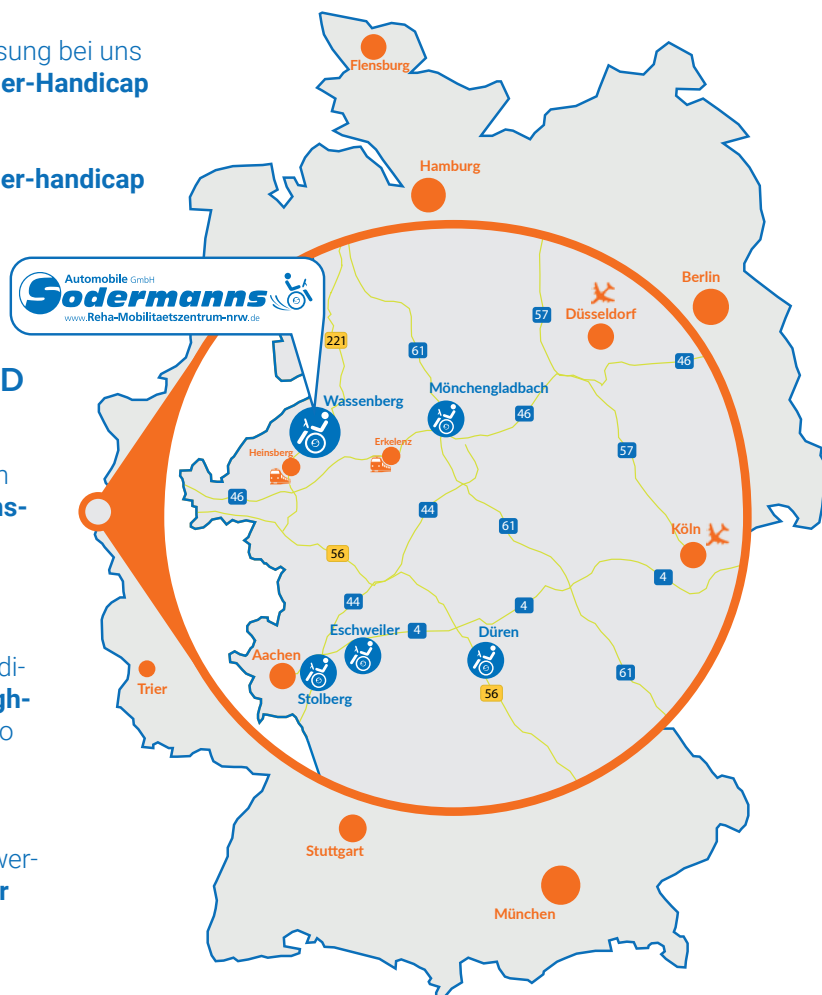 sung bei uns
er-Handicap
er-handicap
D
n
ns-
di-
gh-
o
wer-
r
Flensburg
Hamburg
Automobile GmbH
Sodermanns
www.Reha-Mobilitaetszentrum-nrw.de
Berlin
57
Düsseldorf
221
61
46
Wassenberg
Mönchengladbach
46
Heinsberg
Erkelenz
57
46
44
61
Köln
56
4
44
4
Eschweiler
4
Düren
Aachen
Stolberg
61
56
Trier
Stuttgart
München